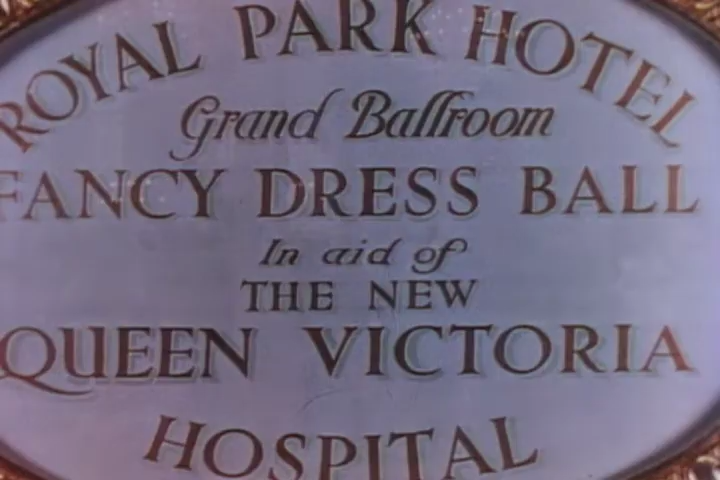 ROYAL PARK HOTEL
Grand Ballroom
FANCY DRESS BALL
In aid of
THE NEW
QUEEN VICTORIA
HOSPITAL